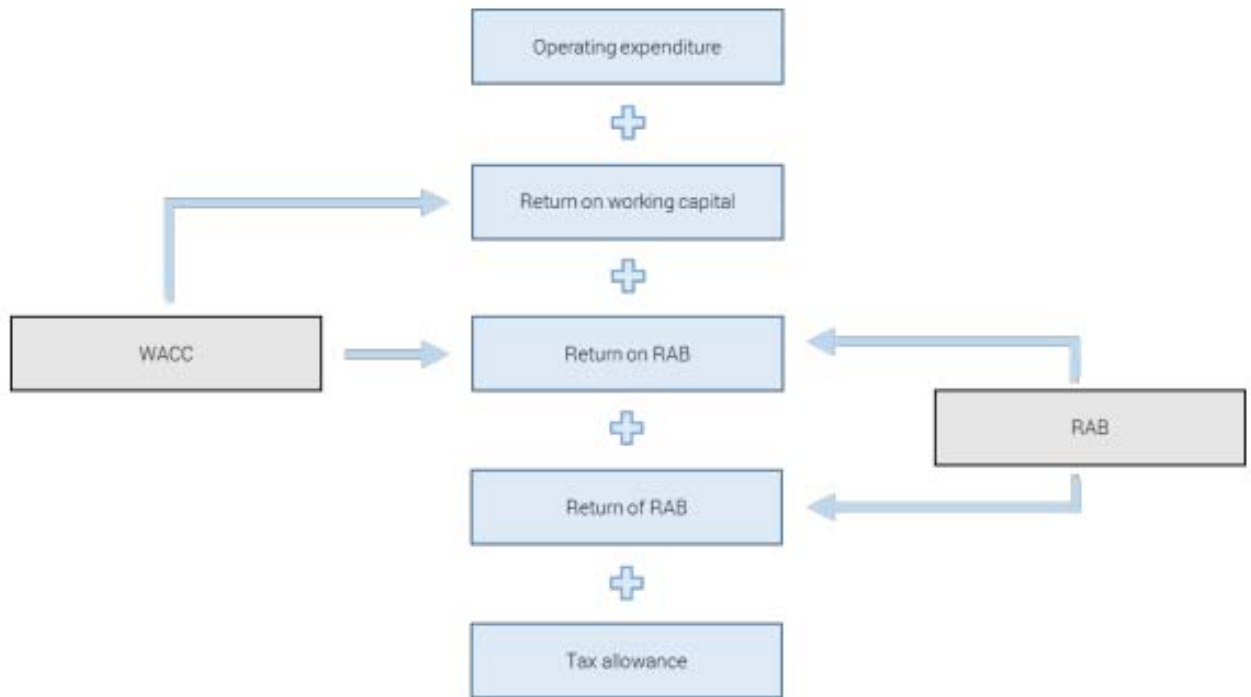 Operating expenditure
Return on working capital
WACC
Return on RAB
RAB
Return of RAB
Tax allowance